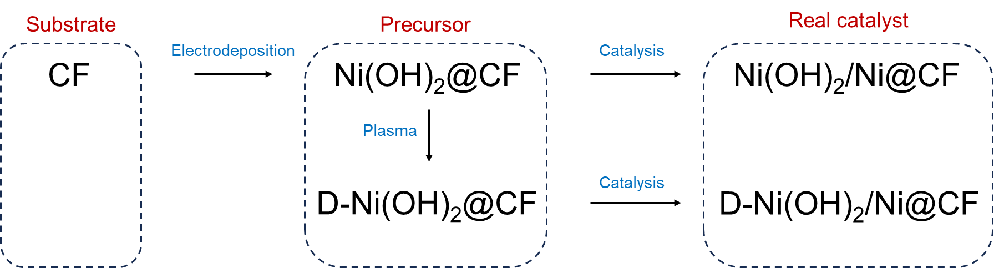 Substrate
Precursor
Real catalyst
CF
Electrodeposition
Ni(OH)₂@CF
Catalysis
Ni(OH)₂/Ni@CF
Plasma
D-Ni(OH)₂@CF
Catalysis
D-Ni(OH)₂/Ni@CF